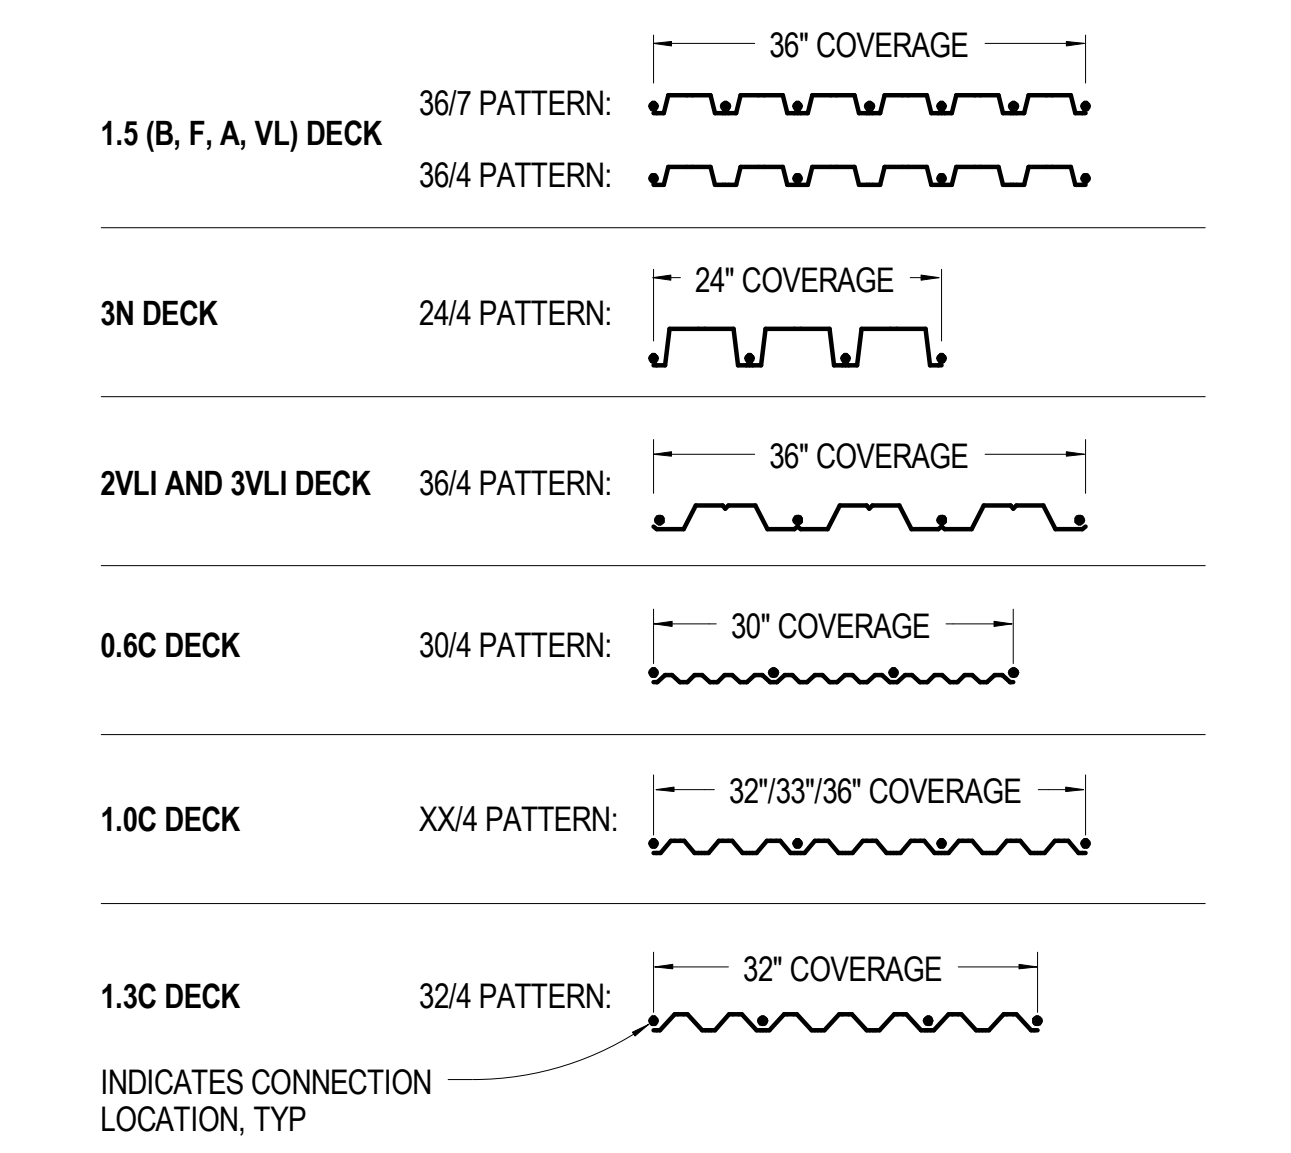 36" COVERAGE
36/7 PATTERN:
1.5 (B, F, A, VL) DECK
36/4 PATTERN:
24" COVERAGE
3N DECK
24/4 PATTERN:
36" COVERAGE
2VLI AND 3VLI DECK
36/4 PATTERN:
30" COVERAGE
0.6C DECK
30/4 PATTERN:
32"/33"/36" COVERAGE
1.0C DECK
XX/4 PATTERN:
32" COVERAGE
1.3C DECK
32/4 PATTERN:
INDICATES CONNECTION
LOCATION, TYP